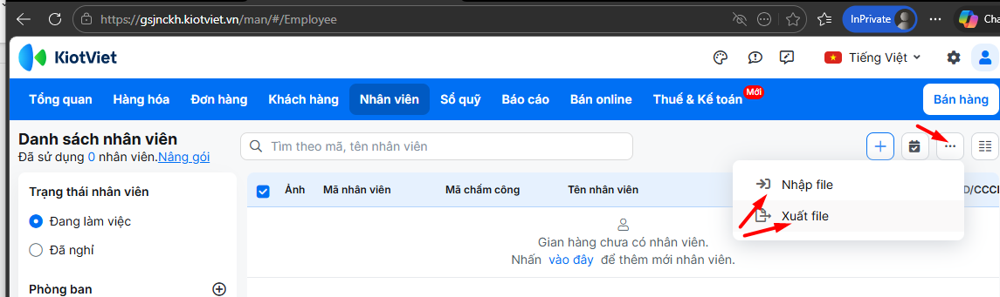 https://gsjnckh.kiotviet.vn/man/#/Employee
InPrivate
Cha
KiotViet
Tiếng Việt
Tổng quan
Hàng hóa
Đơn hàng
Khách hàng
Nhân viên
Sổ quỹ
Báo cáo
Bán online
Thuế & Kế toán
Mới
Bán hàng
Danh sách nhân viên
Đã sử dụng 0 nhân viên.Nâng gói
Tìm theo mã, tên nhân viên
Nhập file
Xuất file
Trạng thái nhân viên
Đang làm việc
Đã nghỉ
Phòng ban
Ảnh
Mã nhân viên
Mã chấm công
Tên nhân viên
D/CCCD
Gian hàng chưa có nhân viên.
Nhấn vào đây để thêm mới nhân viên.